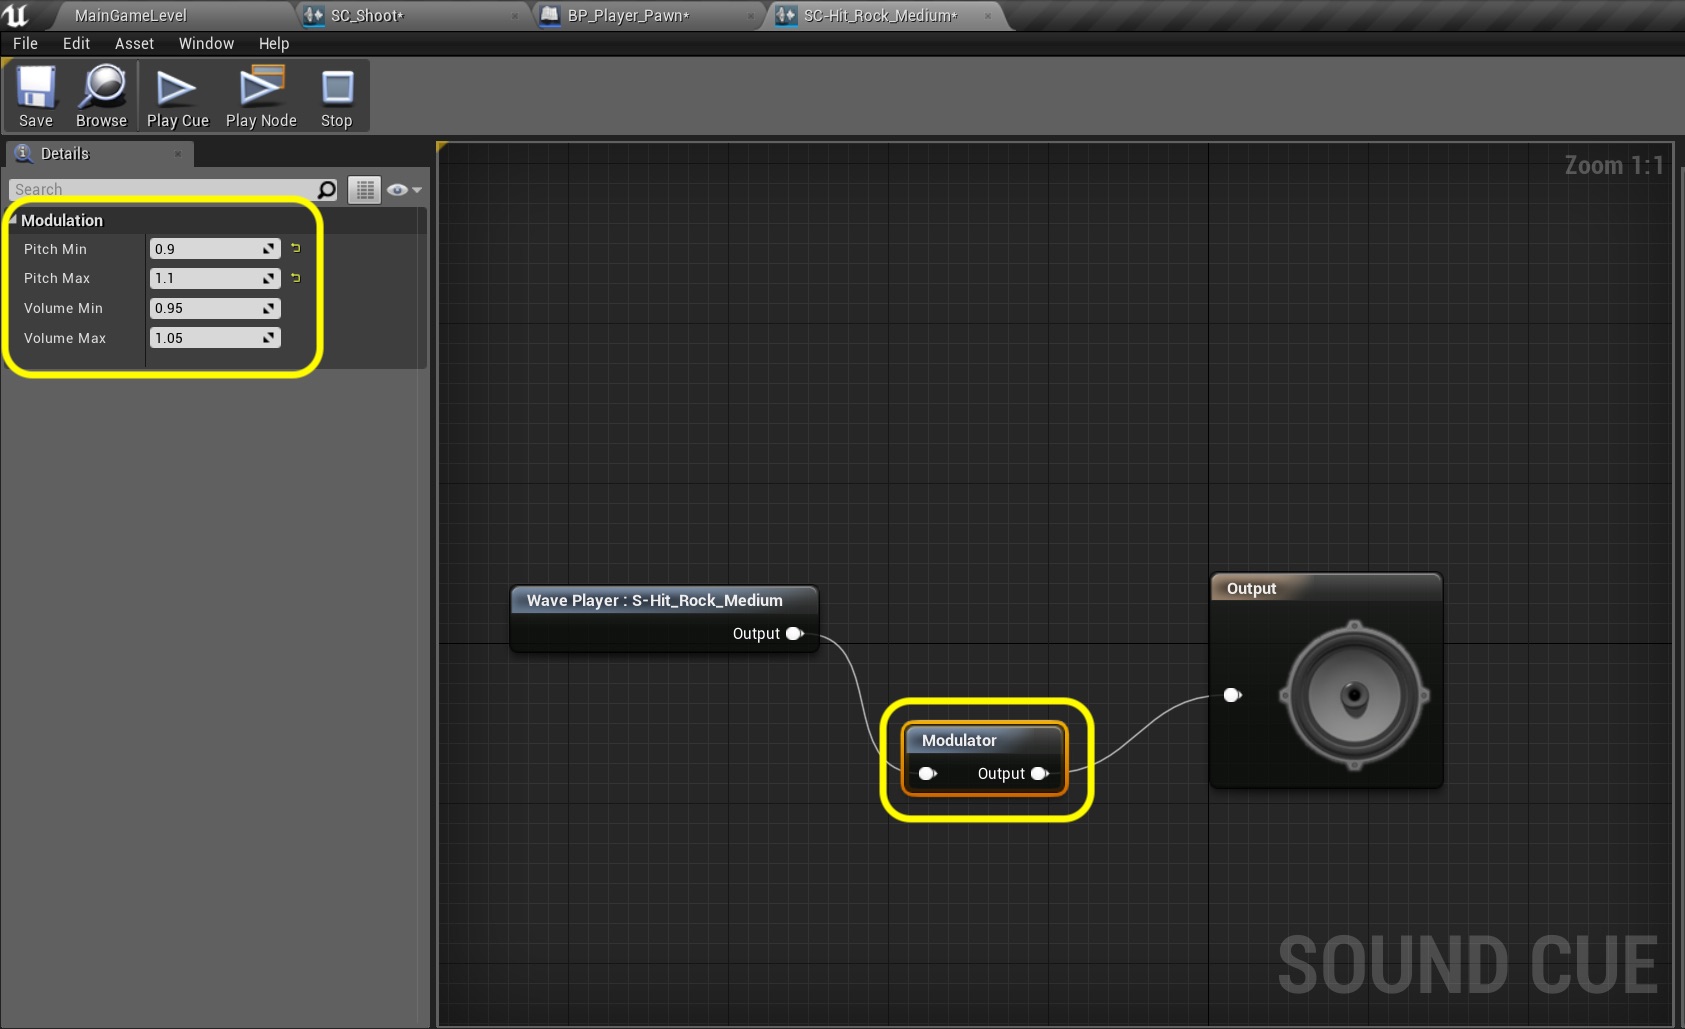 MainGameLevel
SC_Shoot*
BP_Player_Pawn*
SC-Hit_Rock_Medium*
File Edit Asset Window Help
Save Browse Play Cue Play Node Stop
Details
Search
Zoom 1:1
Modulation
Pitch Min 0.9
Pitch Max 1.1
Volume Min 0.95
Volume Max 1.05
Wave Player : S-Hit_Rock_Medium
Output
Modulator
Output
Output
SOUND CUE